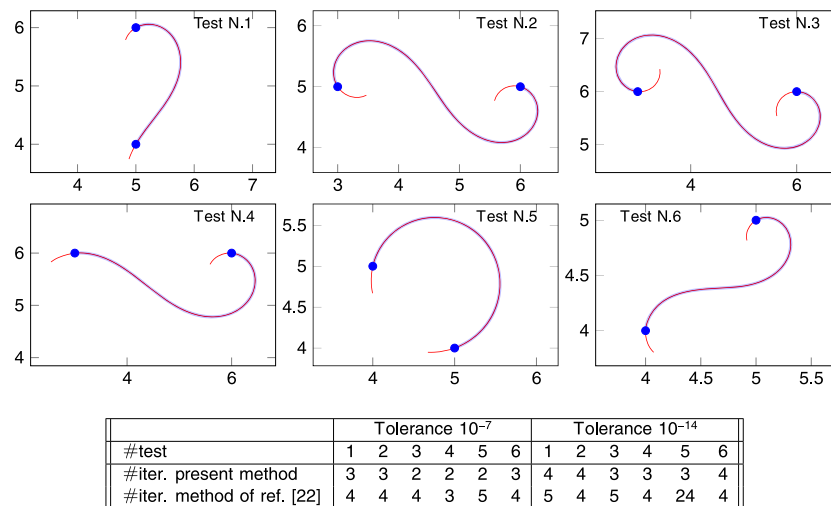 Test N.1
6
5
4
4 5 6 7
Test N.2
6
5
4
3 4 5 6
Test N.3
7
6
5
4 6
Test N.4
6
5
4
4 6
Test N.5
5.5
5
4.5
4
4 5 6
Test N.6
5
4.5
4
4 4.5 5 5.5
Tolerance 10⁻⁷ Tolerance 10⁻¹⁴
#test 1 2 3 4 5 6 1 2 3 4 5 6
#iter. present method 3 3 2 2 2 3 4 4 3 3 3 4
#iter. method of ref. [22] 4 4 4 3 5 4 5 4 5 4 24 4